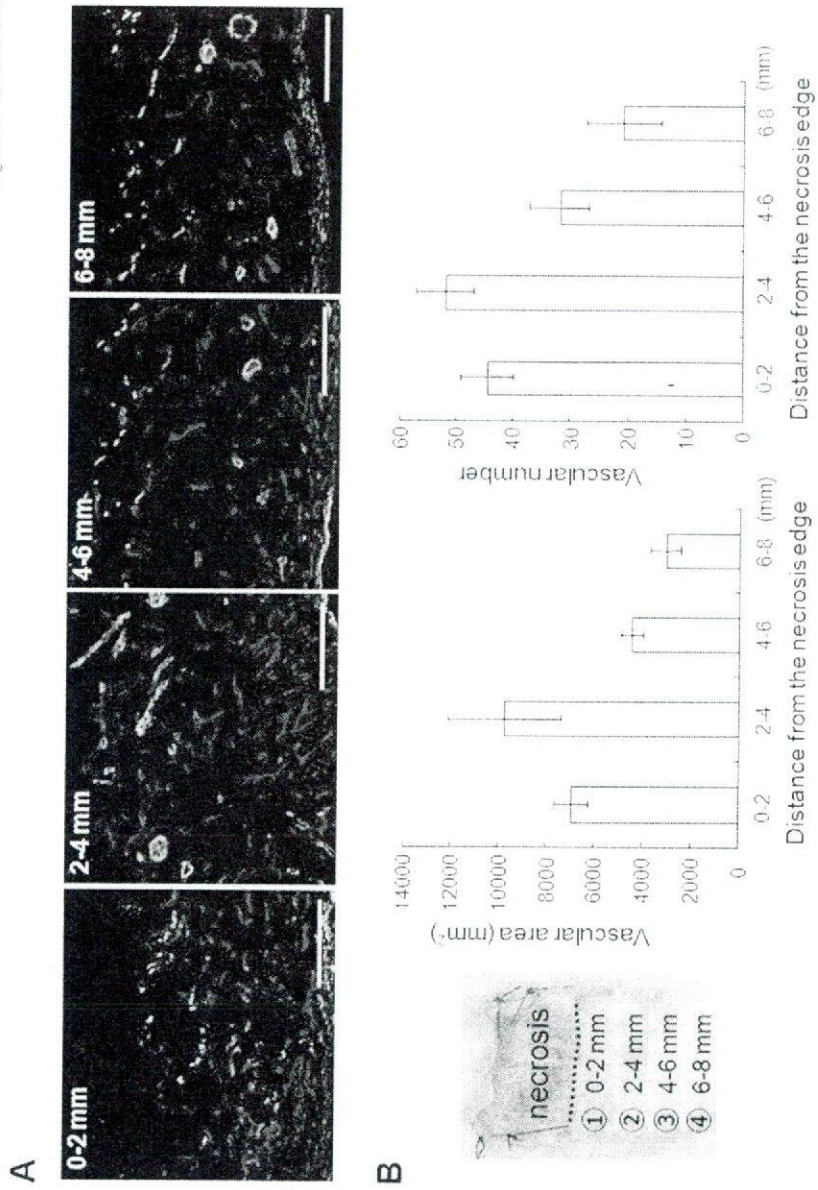 A
0-2 mm
2-4 mm
4-6 mm
6-8 mm
B
necrosis
① 0-2 mm
② 2-4 mm
③ 4-6 mm
④ 6-8 mm
Vascular area (mm²)
14000
12000
10000
8000
6000
4000
2000
0
0-2
2-4
4-6
6-8
(mm)
Distance from the necrosis edge
Vascular number
60
50
40
30
20
10
0
0-2
2-4
4-6
6-8
(mm)
Distance from the necrosis edge